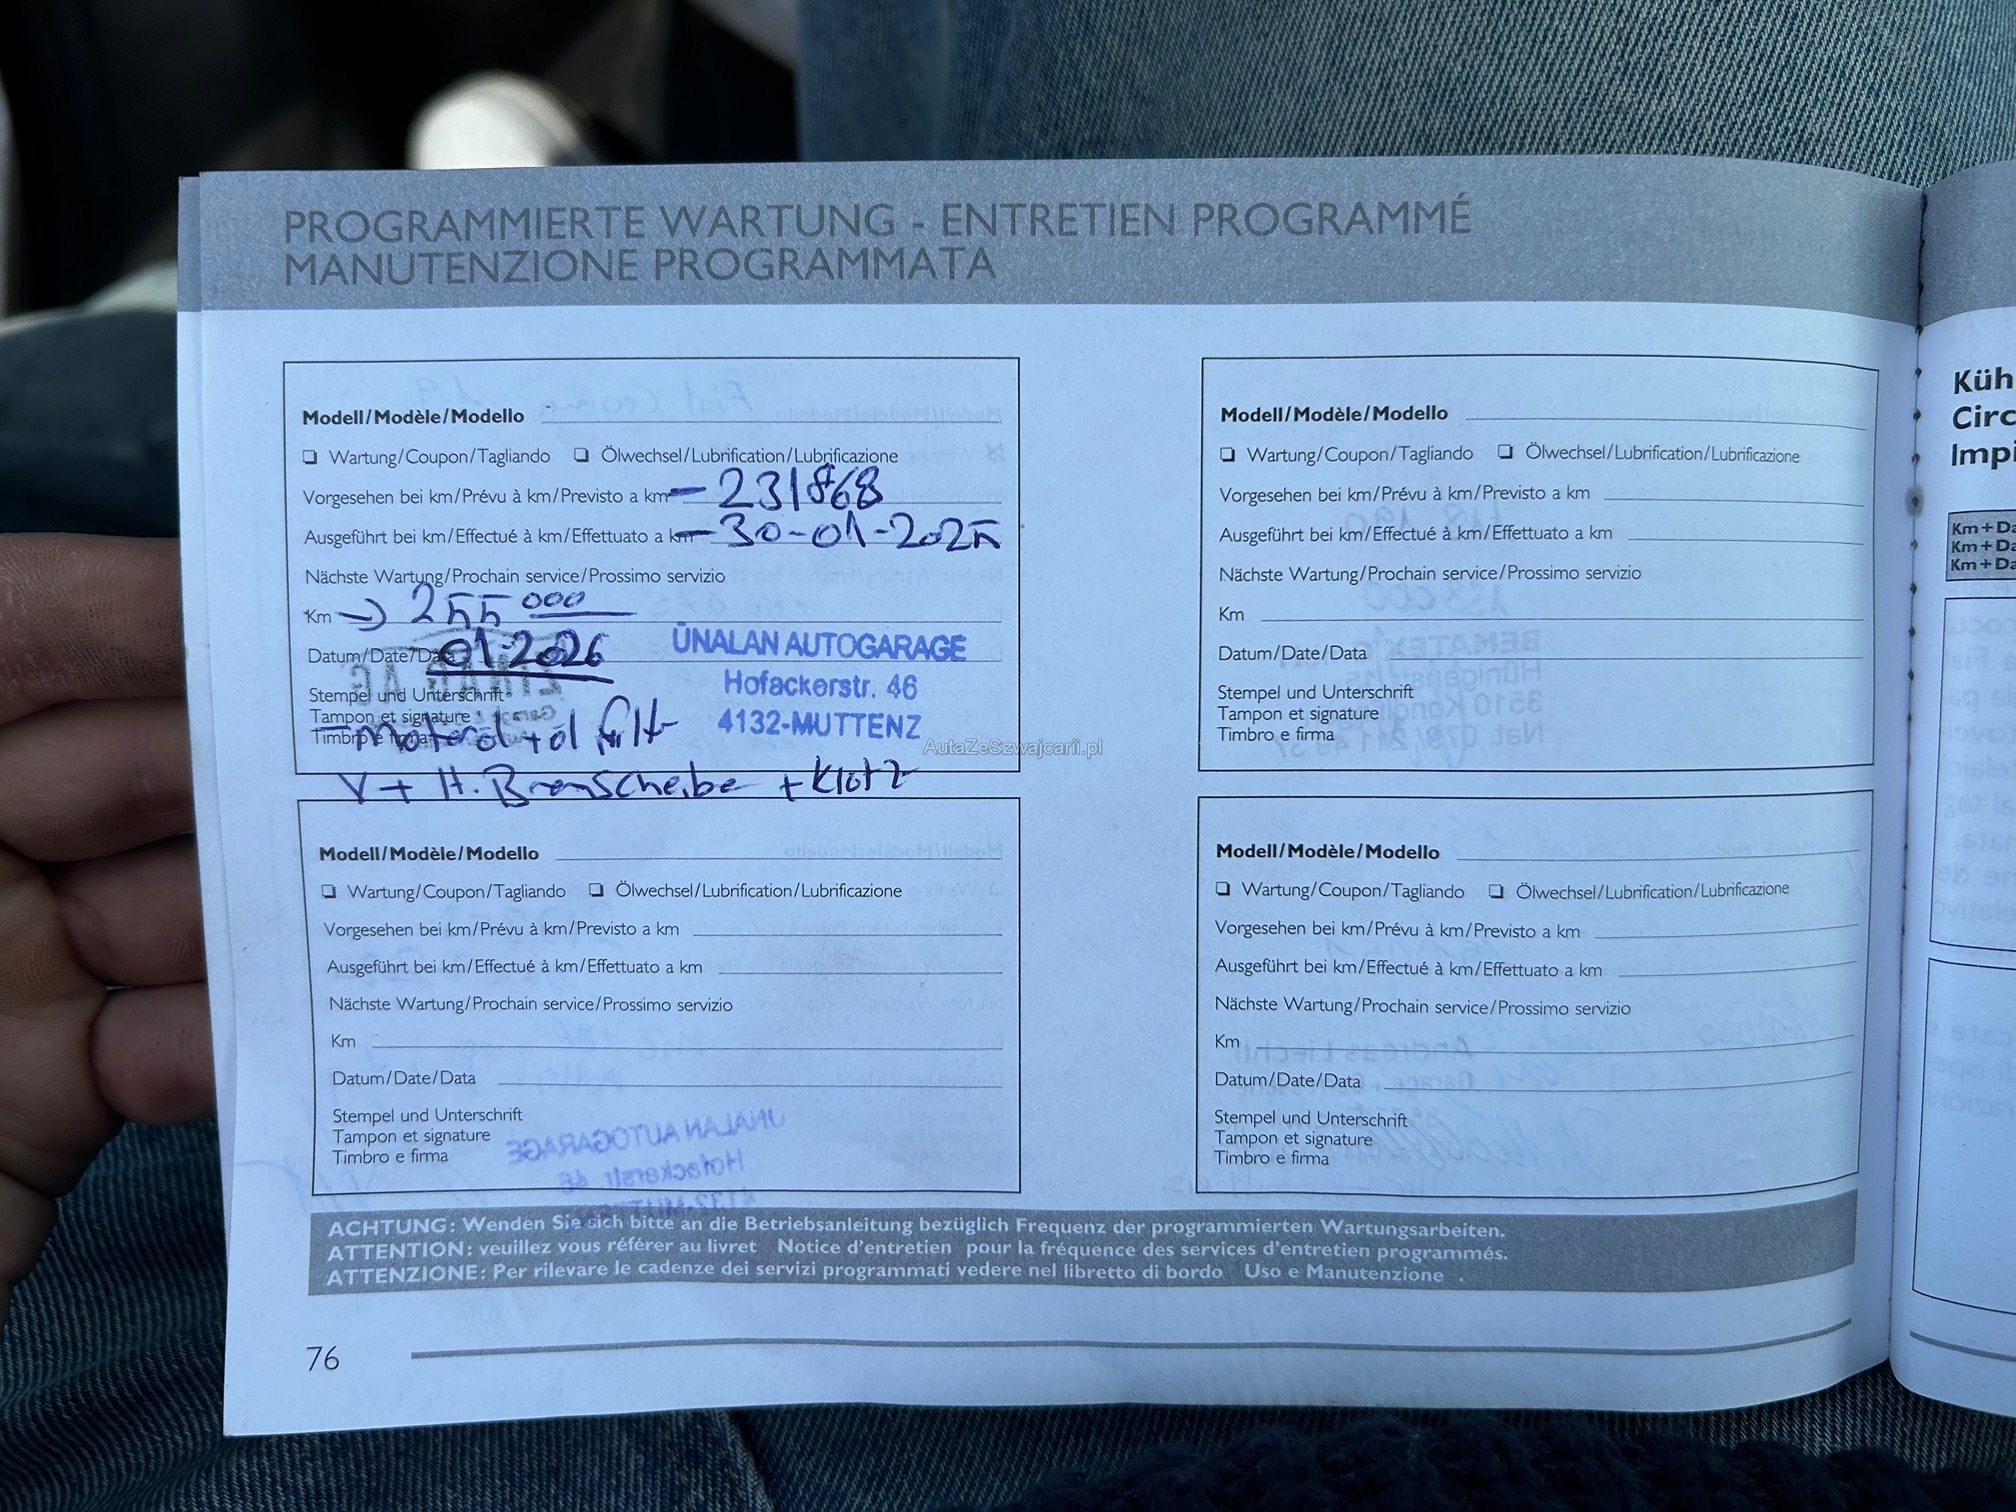 PROGRAMMIERTE WARTUNG - ENTRETIEN PROGRAMMÉ
MANUTENZIONE PROGRAMMATA
Modell/Modèle/Modello
❏ Wartung/Coupon/Tagliando ❏ Ölwechsel/Lubrification/Lubrificazione
Vorgesehen bei km/Prévu à km/Previsto a km - 231868
Ausgeführt bei km/Effectué à km/Effettuato a km - 30-01-2025
Nächste Wartung/Prochain service/Prossimo servizio
Km → 255 000
Datum/Date/Data 01-2026
Stempel und Unterschrift
Tampon et signature
Timbro e firma
ÜNALAN AUTOGARAGE
Hofackerstr. 46
4132-MUTTENZ
- motoröl + öl filt
V + H. Bremscheibe + Klotz
Modell/Modèle/Modello
❏ Wartung/Coupon/Tagliando ❏ Ölwechsel/Lubrification/Lubrificazione
Vorgesehen bei km/Prévu à km/Previsto a km
Ausgeführt bei km/Effectué à km/Effettuato a km
Nächste Wartung/Prochain service/Prossimo servizio
Km
Datum/Date/Data
Stempel und Unterschrift
Tampon et signature
Timbro e firma
AutaZeSzwajcarii.pl
Modell/Modèle/Modello
❏ Wartung/Coupon/Tagliando ❏ Ölwechsel/Lubrification/Lubrificazione
Vorgesehen bei km/Prévu à km/Previsto a km
Ausgeführt bei km/Effectué à km/Effettuato a km
Nächste Wartung/Prochain service/Prossimo servizio
Km
Datum/Date/Data
Stempel und Unterschrift
Tampon et signature
Timbro e firma
Modell/Modèle/Modello
❏ Wartung/Coupon/Tagliando ❏ Ölwechsel/Lubrification/Lubrificazione
Vorgesehen bei km/Prévu à km/Previsto a km
Ausgeführt bei km/Effectué à km/Effettuato a km
Nächste Wartung/Prochain service/Prossimo servizio
Km
Datum/Date/Data
Stempel und Unterschrift
Tampon et signature
Timbro e firma
ACHTUNG: Wenden Sie sich bitte an die Betriebsanleitung bezüglich Frequenz der programmierten Wartungsarbeiten.
ATTENTION: veuillez vous référer au livret Notice d'entretien pour la fréquence des services d'entretien programmés.
ATTENZIONE: Per rilevare le cadenze dei servizi programmati vedere nel libretto di bordo Uso e Manutenzione .
76
Küh
Circ
Impi
Km + Da
Km + Da
Km + Da